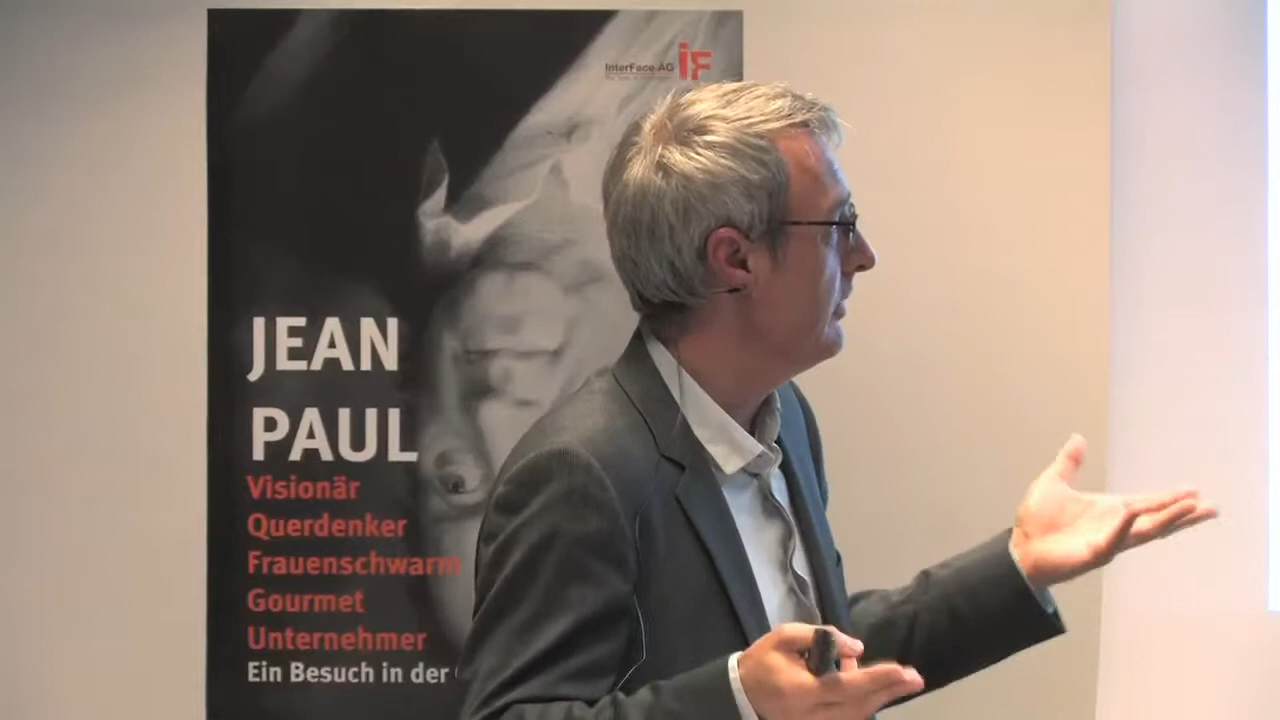 InterFace AG
iF
JEAN
PAUL
Visionär
Querdenker
Frauenschwarm
Gourmet
Unternehmer
Ein Besuch in der